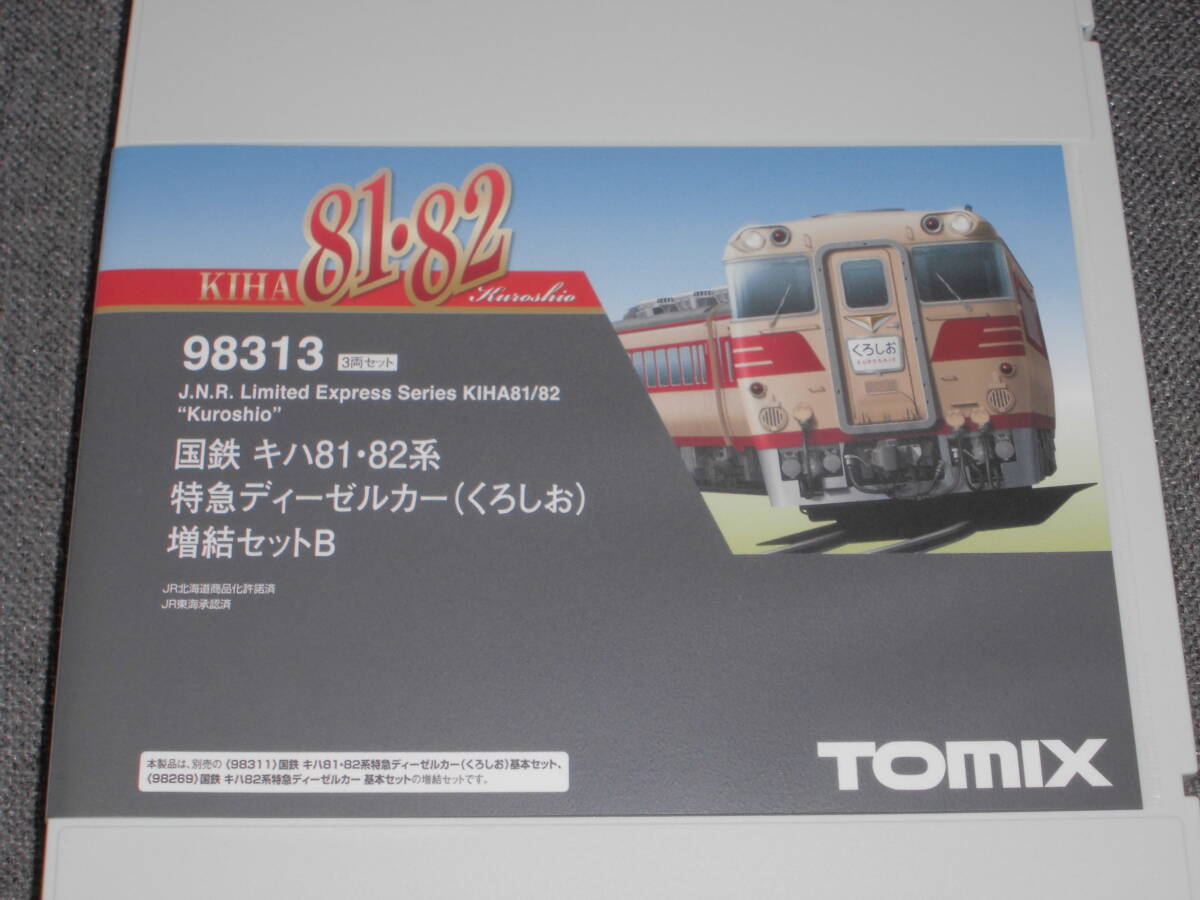 81・82
KIHA
Kuroshio
98313 3両セット
J.N.R. Limited Express Series KIHA81/82
“Kuroshio”
国鉄 キハ81・82系
特急ディーゼルカー(くろしお)
増結セットB
JR北海道商品化許諾済
JR東海承認済
くろしお
本製品は、別売の〈98311〉国鉄 キハ81・82系特急ディーゼルカー(くろしお)基本セット、
〈98269〉国鉄 キハ82系特急ディーゼルカー 基本セットの増結セットです。
TOMIX